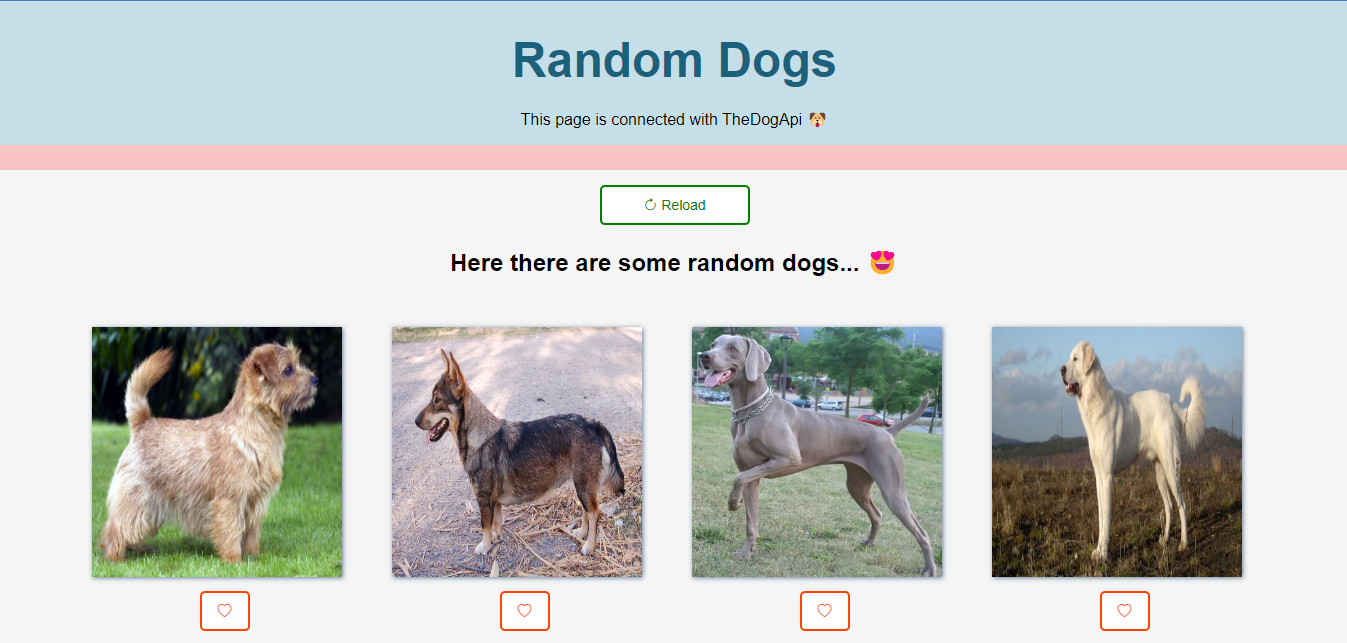 Random Dogs
This page is connected with TheDogApi 🐶
Reload
Here there are some random dogs... 😍